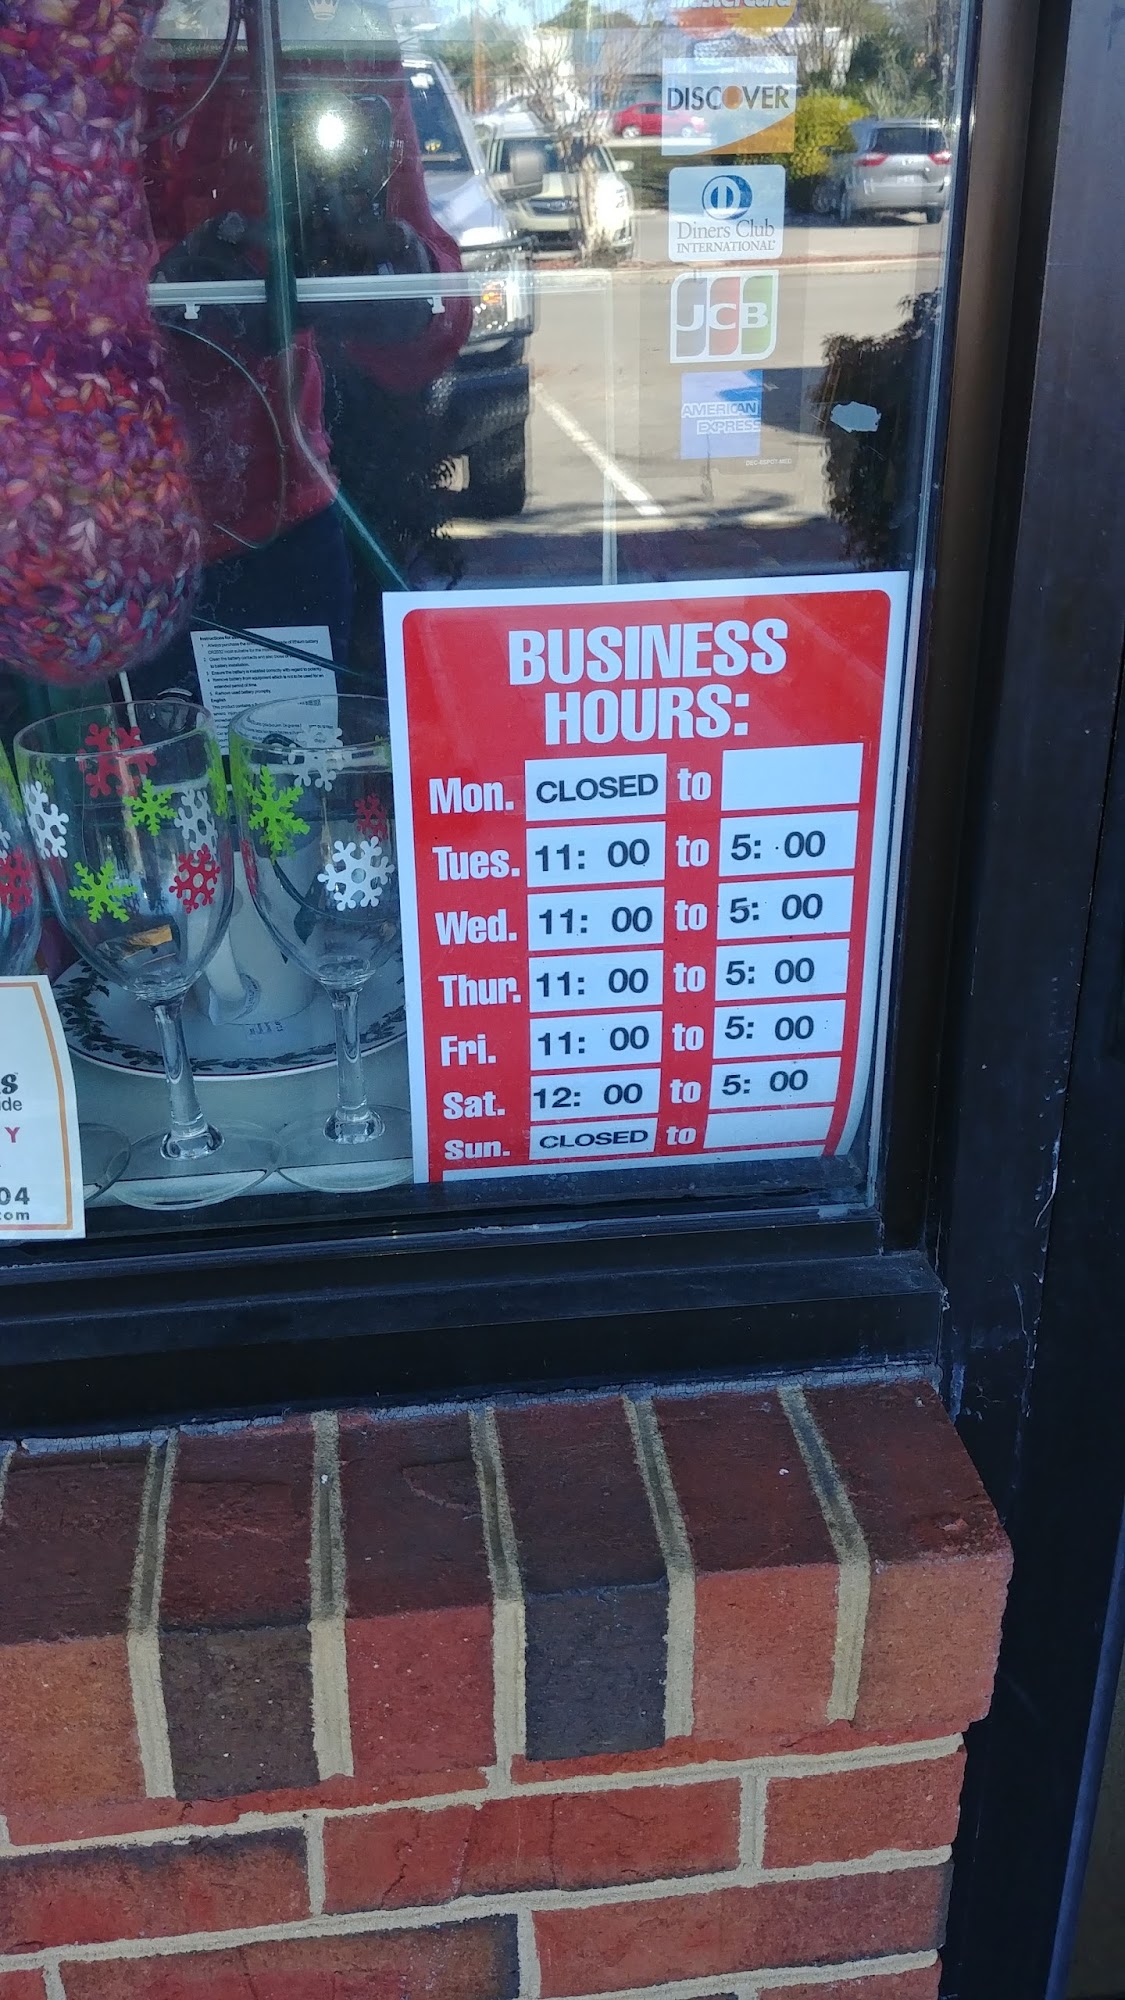 mastercard
DISCOVER
Diners Club
INTERNATIONAL
JCB
AMERICAN
EXPRESS
BUSINESS
HOURS:
Mon. CLOSED to
Tues. 11: 00 to 5: 00
Wed. 11: 00 to 5: 00
Thur. 11: 00 to 5: 00
Fri. 11: 00 to 5: 00
Sat. 12: 00 to 5: 00
Sun. CLOSED to
Y
04